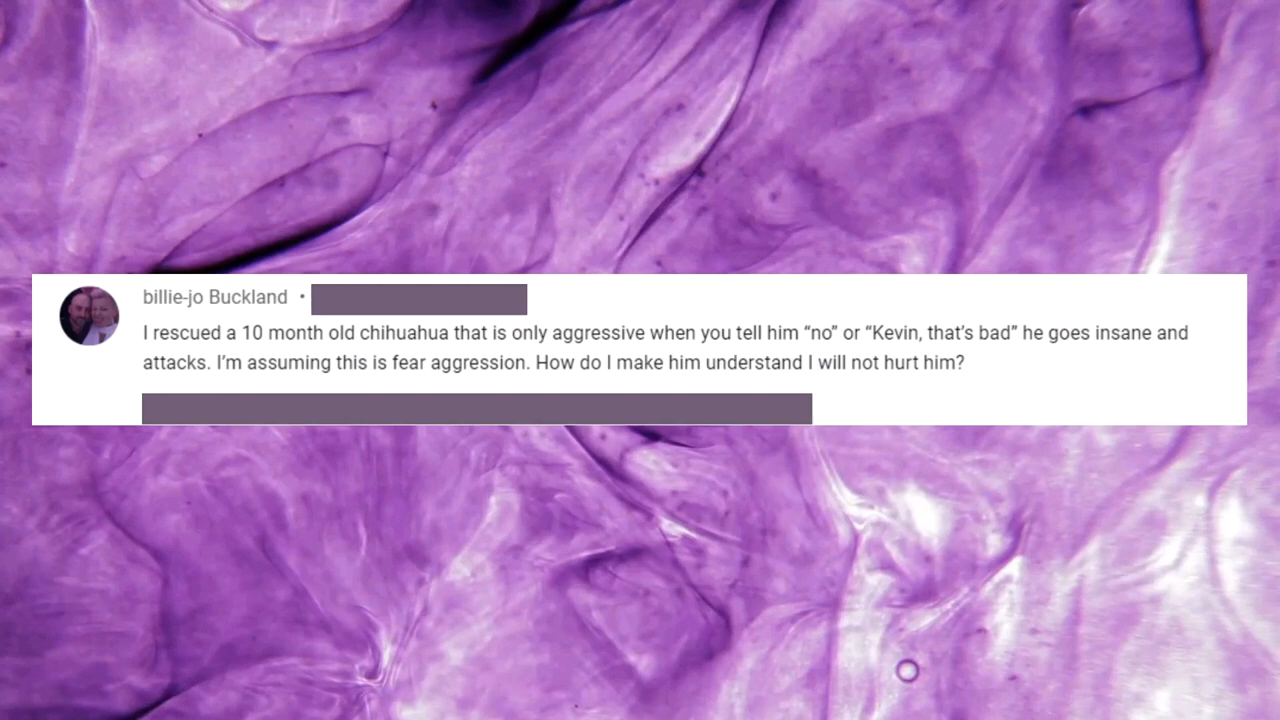 billie-jo Buckland •
I rescued a 10 month old chihuahua that is only aggressive when you tell him “no” or “Kevin, that’s bad” he goes insane and
attacks. I’m assuming this is fear aggression. How do I make him understand I will not hurt him?